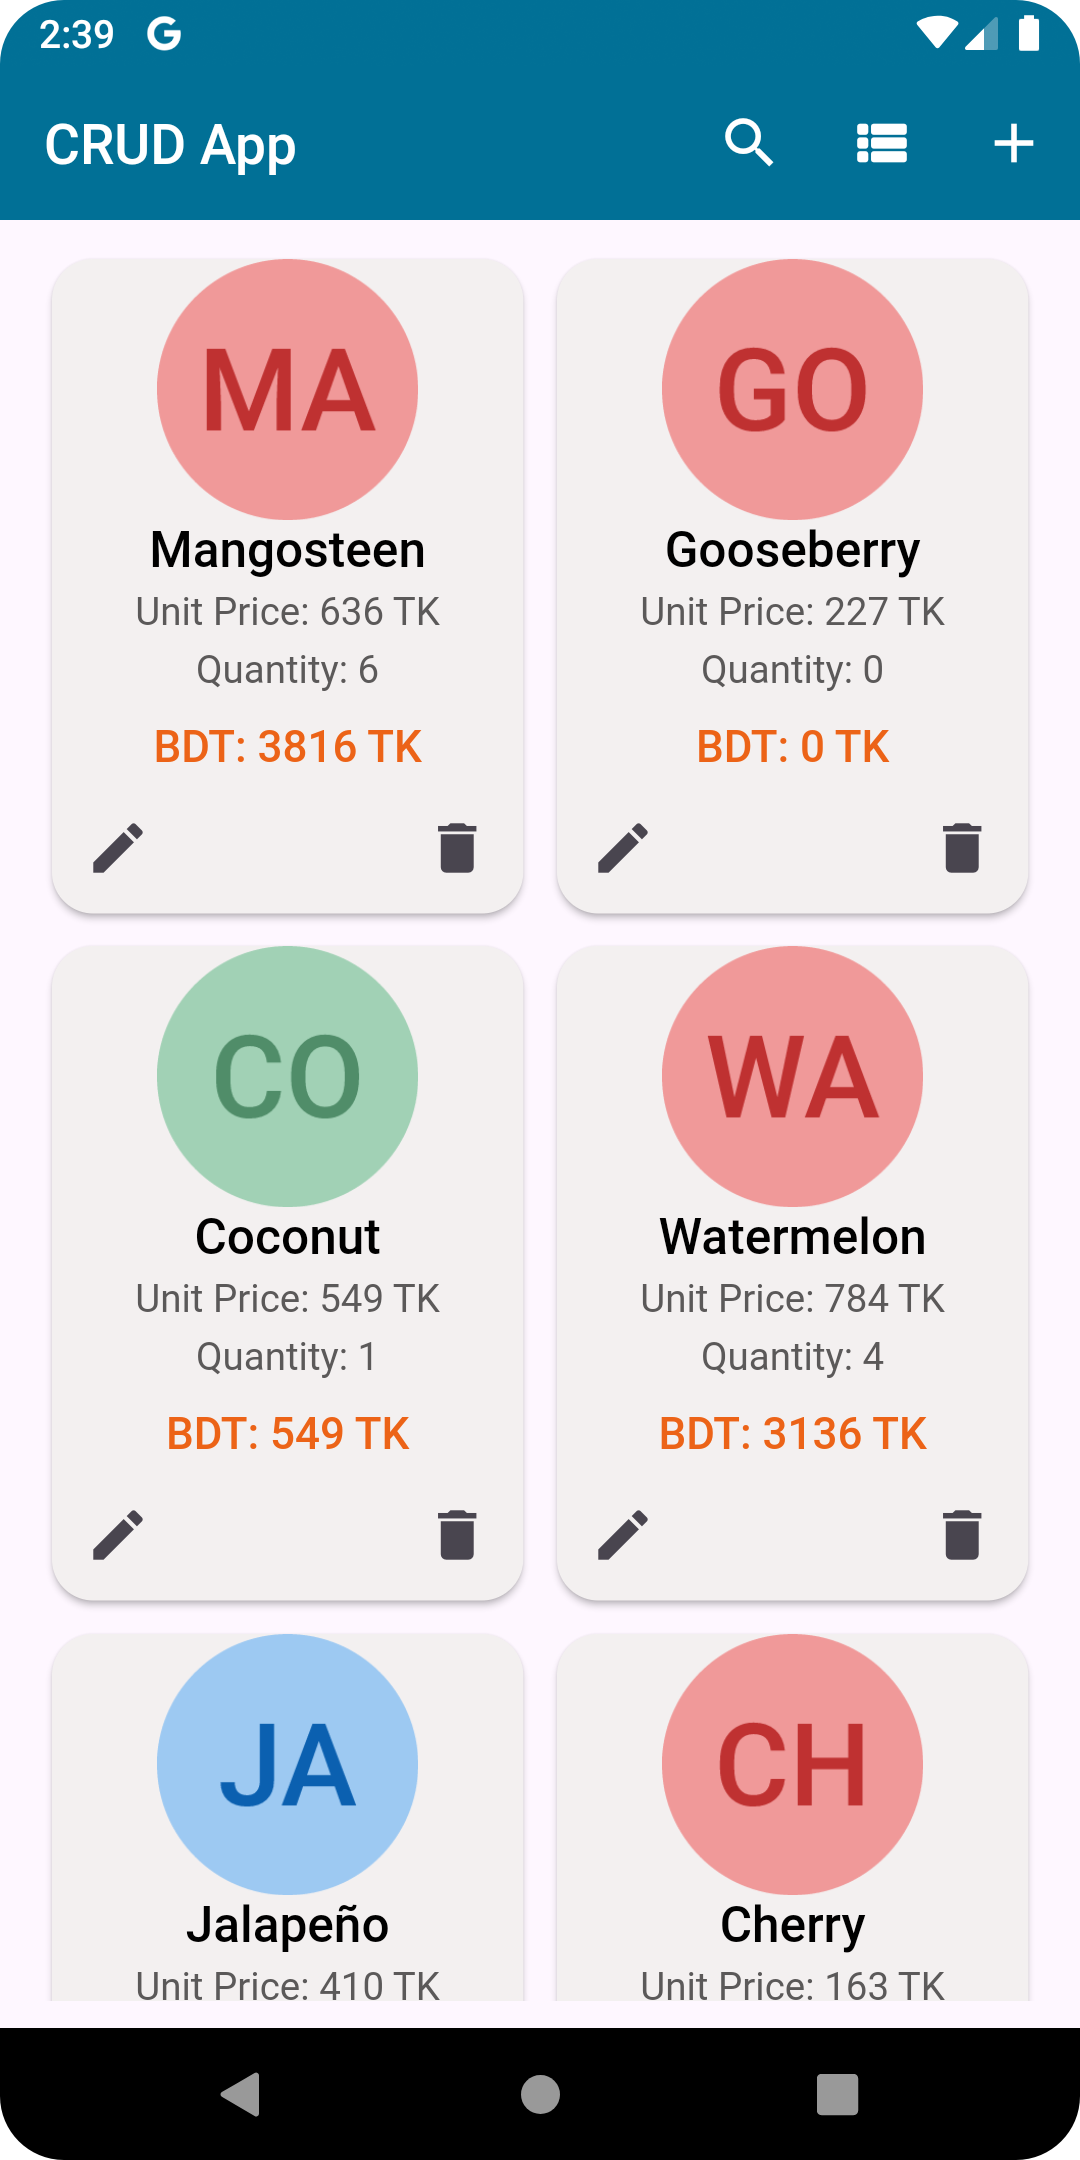 2:39 G
CRUD App
MA
Mangosteen
Unit Price: 636 TK
Quantity: 6
BDT: 3816 TK
GO
Gooseberry
Unit Price: 227 TK
Quantity: 0
BDT: 0 TK
CO
Coconut
Unit Price: 549 TK
Quantity: 1
BDT: 549 TK
WA
Watermelon
Unit Price: 784 TK
Quantity: 4
BDT: 3136 TK
JA
Jalapeño
Unit Price: 410 TK
CH
Cherry
Unit Price: 163 TK